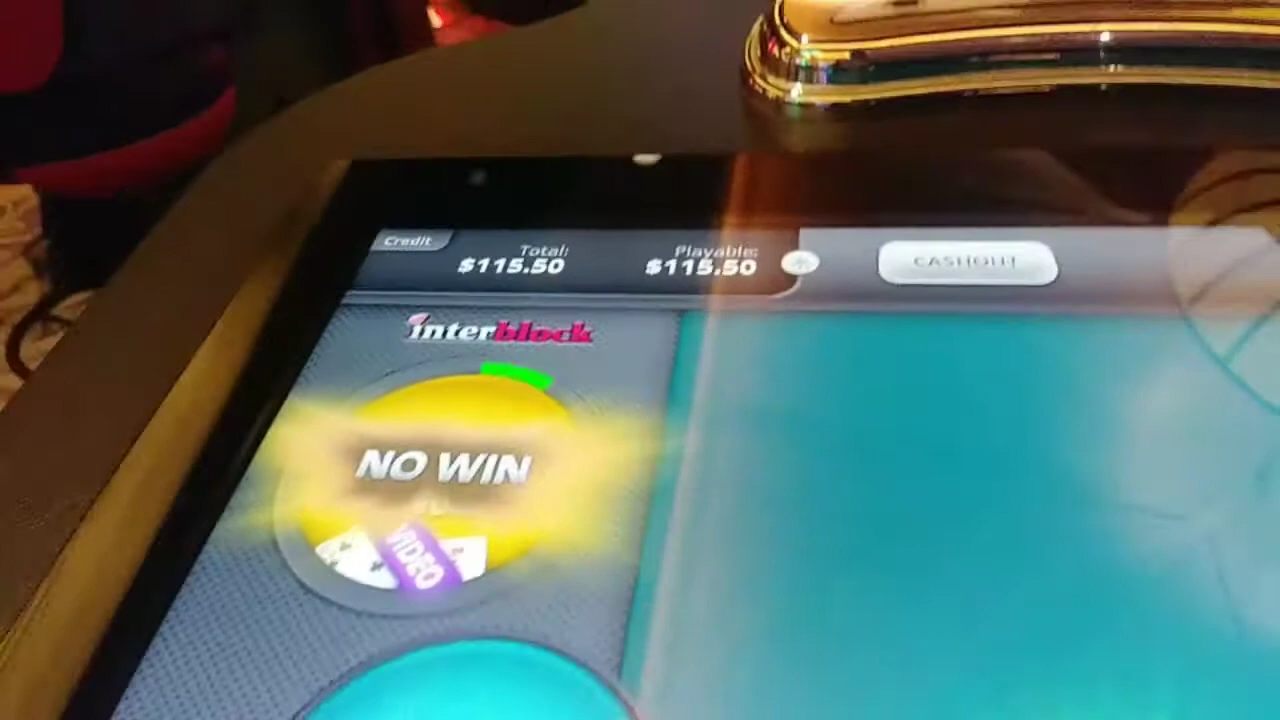 Credit
Total:
$115.50
Playable:
$115.50
CASHOUT
interblock
NO WIN
VIDEO